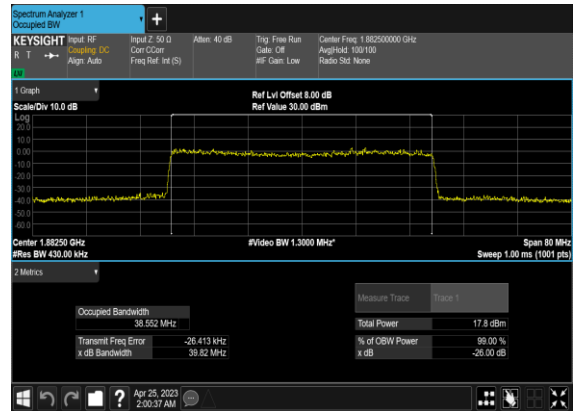 Spectrum Analyzer 1
Occupied BW
KEYSIGHT
R T
LXI
Input: RF
Coupling: DC
Align: Auto
Input Z: 50 Ω
Corr CCorr
Freq Ref: Int (S)
Atten: 40 dB
Trig: Free Run
Gate: Off
#IF Gain: Low
Center Freq: 1.882500000 GHz
Avg|Hold: 100/100
Radio Std: None
1 Graph
Scale/Div 10.0 dB
Ref Lvl Offset 8.00 dB
Ref Value 30.00 dBm
Log
20.0
10.0
0.00
-10.0
-20.0
-30.0
-40.0
-50.0
-60.0
Center 1.88250 GHz
#Res BW 430.00 kHz
#Video BW 1.3000 MHz*
Span 80 MHz
Sweep 1.00 ms (1001 pts)
2 Metrics
Occupied Bandwidth
38.552 MHz
Transmit Freq Error -26.413 kHz
x dB Bandwidth 39.82 MHz
Measure Trace Trace 1
Total Power 17.8 dBm
% of OBW Power 99.00 %
x dB -26.00 dB
Apr 25, 2023
2:00:37 AM